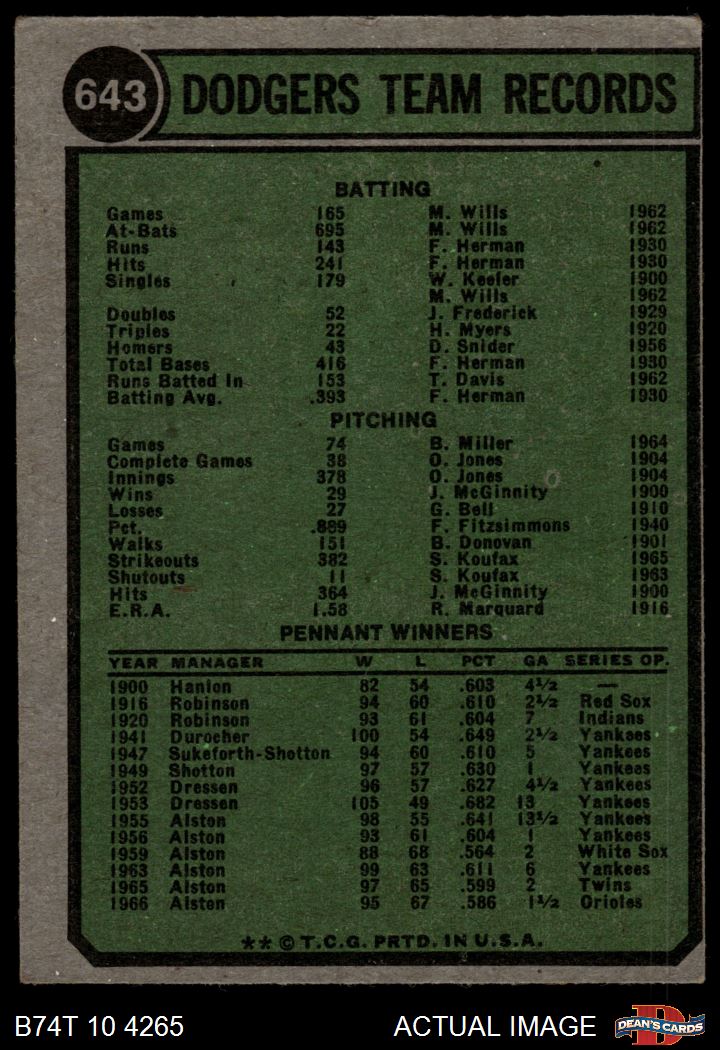 643 DODGERS TEAM RECORDS
BATTING
Games 165 M. Wills 1962
At-Bats 695 M. Wills 1962
Runs 143 F. Herman 1930
Hits 241 F. Herman 1930
Singles 179 W. Keeler 1900
M. Wills 1962
Doubles 52 J. Frederick 1929
Triples 22 H. Myers 1920
Homers 43 D. Snider 1956
Total Bases 416 F. Herman 1930
Runs Batted In 153 T. Davis 1962
Batting Avg. .393 F. Herman 1930
PITCHING
Games 74 B. Miller 1964
Complete Games 38 O. Jones 1904
Innings 378 O. Jones 1904
Wins 29 J. McGinnity 1900
Losses 27 G. Bell 1910
Pct. .889 F. Fitzsimmons 1940
Walks 151 B. Donovan 1901
Strikeouts 382 S. Koufax 1965
Shutouts 11 S. Koufax 1963
Hits 364 J. McGinnity 1900
E.R.A. 1.58 R. Marquard 1916
PENNANT WINNERS
YEAR MANAGER W L PCT GA SERIES OP.
1900 Hanlon 82 54 .603 4½ —
1916 Robinson 94 60 .610 2½ Red Sox
1920 Robinson 93 61 .604 7 Indians
1941 Durocher 100 54 .649 2½ Yankees
1947 Sukeforth-Shotton 94 60 .610 5 Yankees
1949 Shotton 97 57 .630 1 Yankees
1952 Dressen 96 57 .627 4½ Yankees
1953 Dressen 105 49 .682 13 Yankees
1955 Alston 98 55 .641 13½ Yankees
1956 Alston 93 61 .604 1 Yankees
1959 Alston 88 68 .564 2 White Sox
1963 Alston 99 63 .611 6 Yankees
1965 Alston 97 65 .599 2 Twins
1966 Alston 95 67 .586 1½ Orioles
** © T.C.G. PRTD. IN U.S.A.
B74T 10 4265 ACTUAL IMAGE DEAN'S CARDS